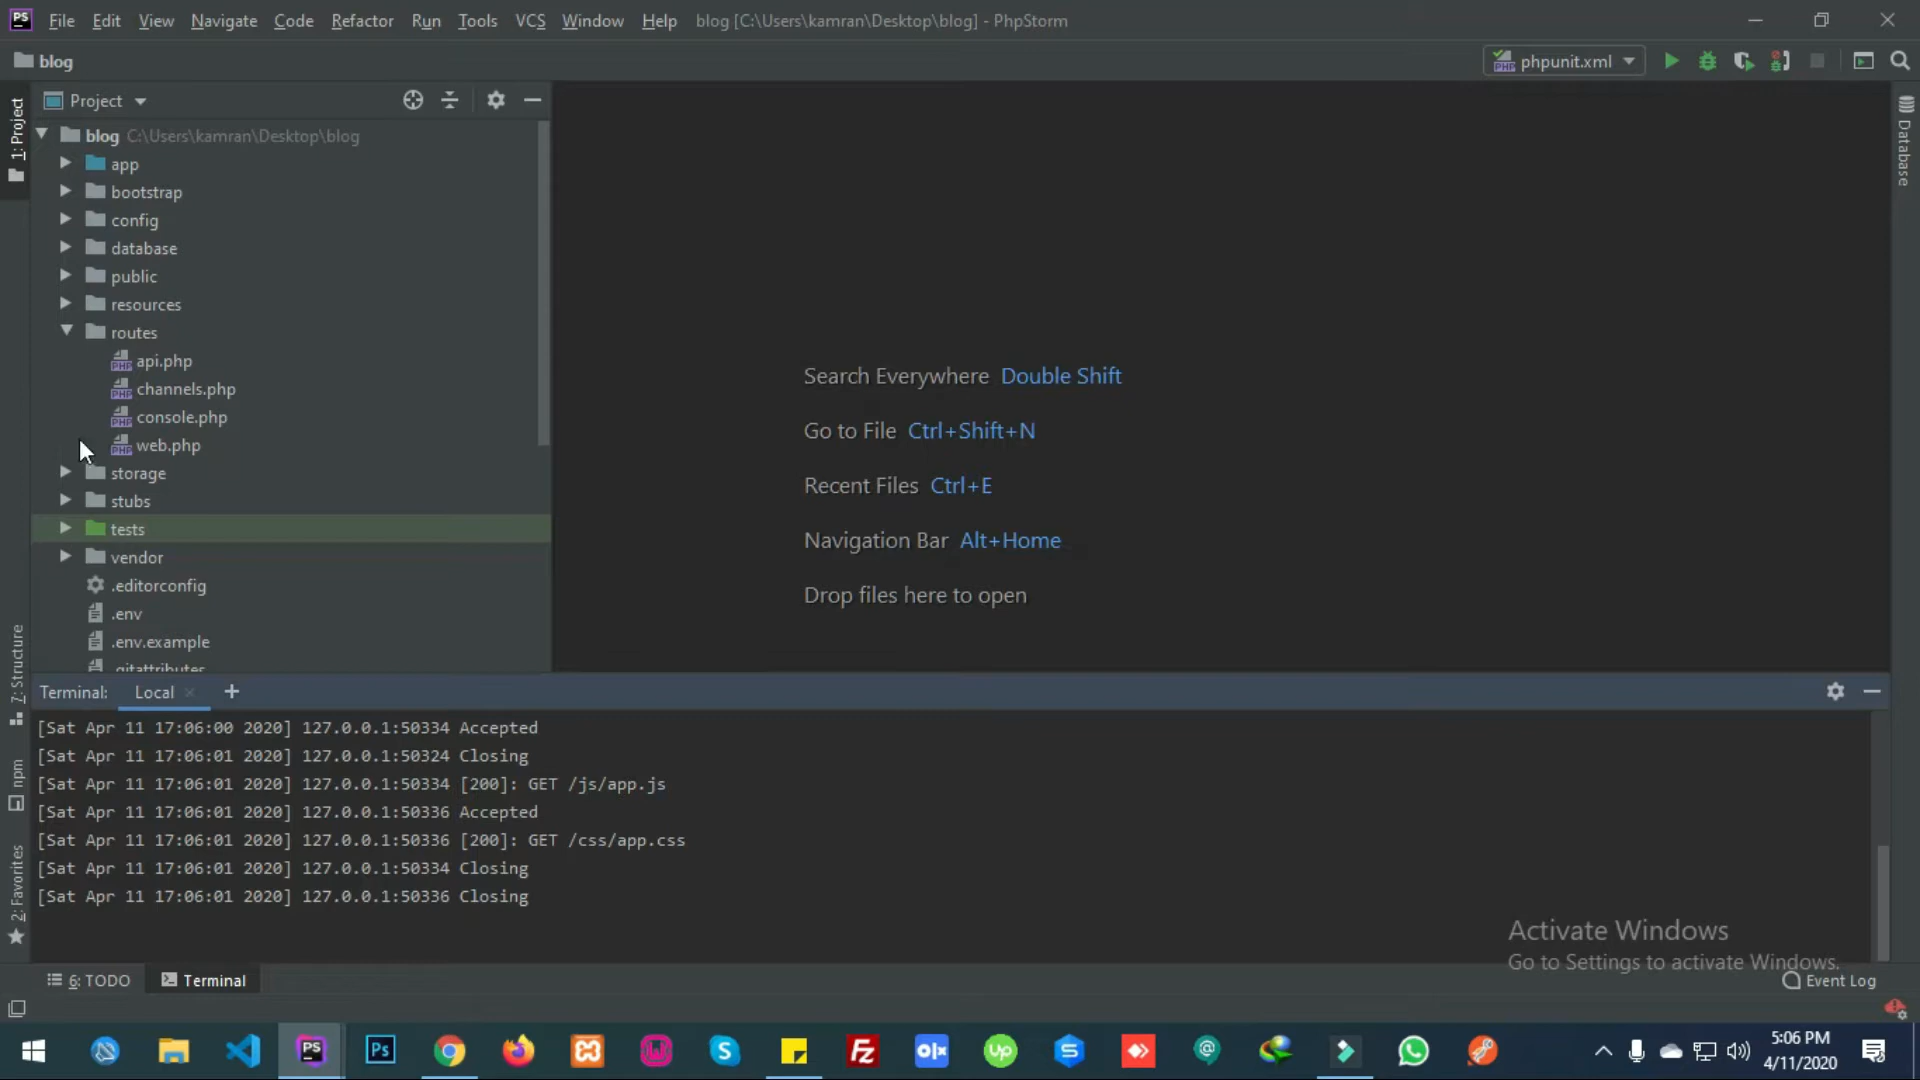 PS File Edit View Navigate Code Refactor Run Tools VCS Window Help blog [C:\Users\kamran\Desktop\blog] - PhpStorm
blog phpunit.xml
Project
1: Project
blog C:\Users\kamran\Desktop\blog
app
bootstrap
config
database
public
resources
routes
api.php
channels.php
console.php
web.php
storage
stubs
tests
vendor
.editorconfig
.env
.env.example
.gitattributes
Search Everywhere Double Shift
Go to File Ctrl+Shift+N
Recent Files Ctrl+E
Navigation Bar Alt+Home
Drop files here to open
Database
7: Structure
npm
2: Favorites
Terminal: Local
[Sat Apr 11 17:06:00 2020] 127.0.0.1:50334 Accepted
[Sat Apr 11 17:06:01 2020] 127.0.0.1:50324 Closing
[Sat Apr 11 17:06:01 2020] 127.0.0.1:50334 [200]: GET /js/app.js
[Sat Apr 11 17:06:01 2020] 127.0.0.1:50336 Accepted
[Sat Apr 11 17:06:01 2020] 127.0.0.1:50336 [200]: GET /css/app.css
[Sat Apr 11 17:06:01 2020] 127.0.0.1:50334 Closing
[Sat Apr 11 17:06:01 2020] 127.0.0.1:50336 Closing
Activate Windows
Go to Settings to activate Windows.
6: TODO Terminal Event Log
PS Ps S Fz olx up S
5:06 PM
4/11/2020